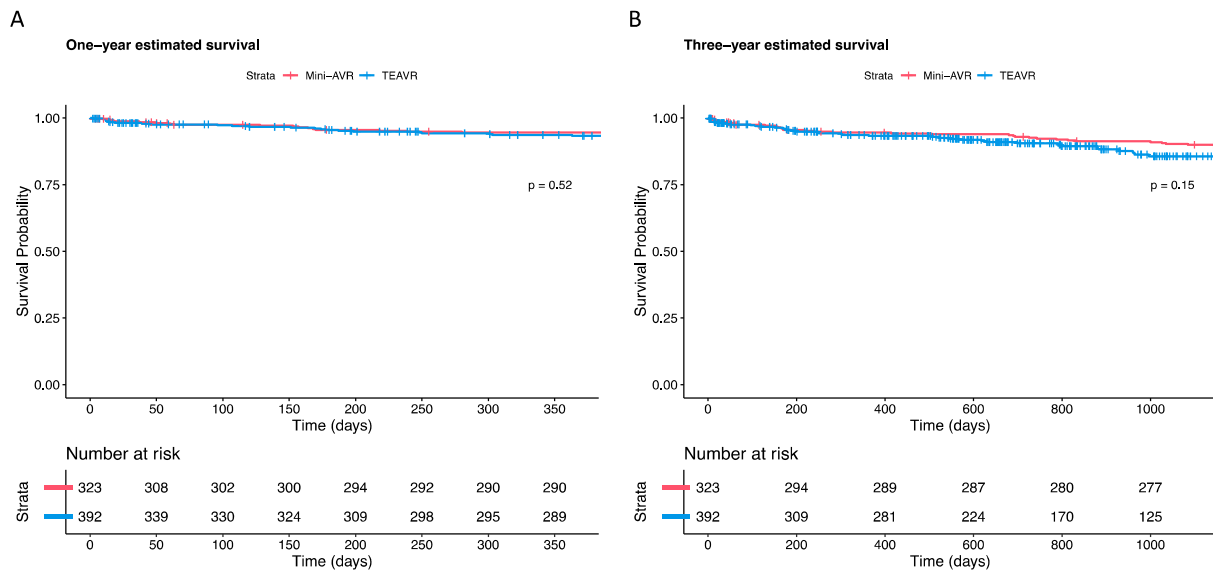 A
One–year estimated survival
Strata Mini–AVR TEAVR
1.00
0.75
0.50
0.25
0.00
Survival Probability
p = 0.52
0 50 100 150 200 250 300 350
Time (days)
Number at risk
Strata
323 308 302 300 294 292 290 290
392 339 330 324 309 298 295 289
0 50 100 150 200 250 300 350
Time (days)
B
Three–year estimated survival
Strata Mini–AVR TEAVR
1.00
0.75
0.50
0.25
0.00
Survival Probability
p = 0.15
0 200 400 600 800 1000
Time (days)
Number at risk
Strata
323 294 289 287 280 277
392 309 281 224 170 125
0 200 400 600 800 1000
Time (days)